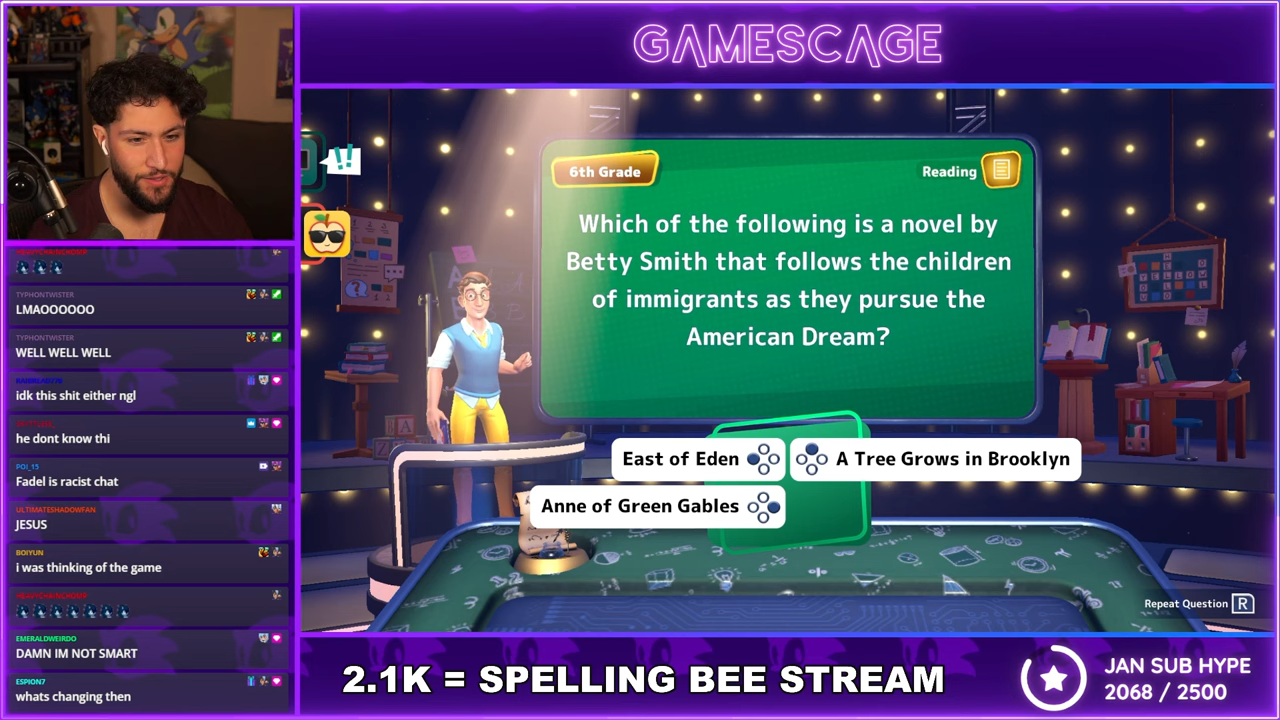 GAMESCAGE
6th Grade
Reading
Which of the following is a novel by
Betty Smith that follows the children
of immigrants as they pursue the
American Dream?
East of Eden
A Tree Grows in Brooklyn
Anne of Green Gables
Repeat Question R
!!
TYPHONTWISTER
LMAOOOOOO
TYPHONTWISTER
WELL WELL WELL
idk this shit either ngl
he dont know thi
POI_15
Fadel is racist chat
ULTIMATESHADOWFAN
JESUS
BOIYUN
i was thinking of the game
EMERALDWEIRDO
DAMN IM NOT SMART
ESPION7
whats changing then
2.1K = SPELLING BEE STREAM
JAN SUB HYPE
2068 / 2500